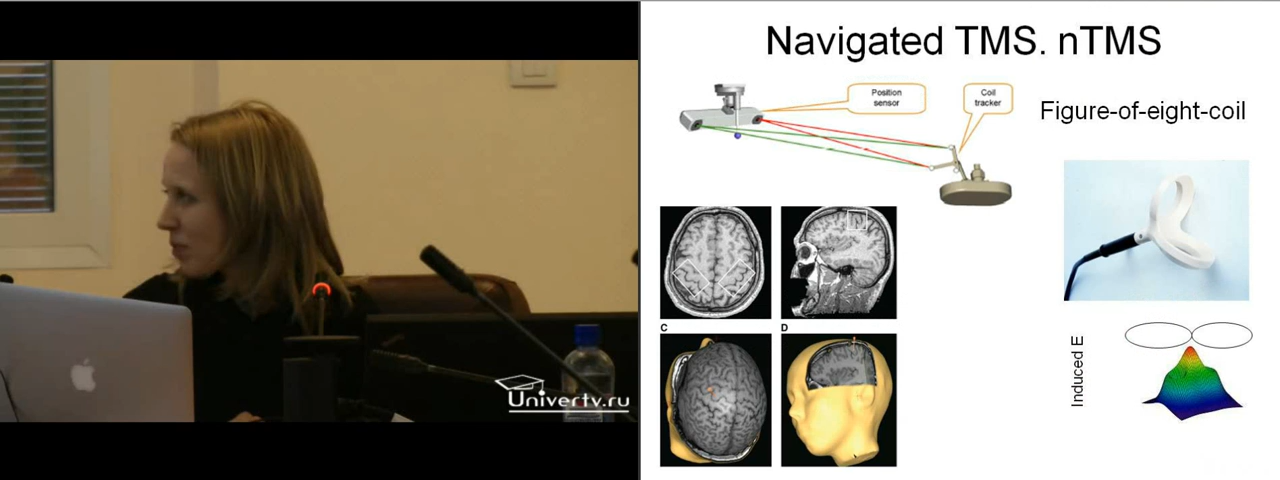 Univertv.ru
Navigated TMS. nTMS
Position
sensor
Coil
tracker
Figure-of-eight-coil
C
D
Induced E